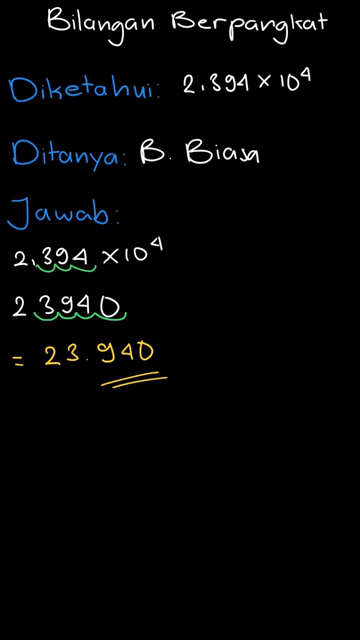 Bilangan Berpangkat
Diketahui: 2,394 × 10⁴
Ditanya: B. Biasa
Jawab:
2,394 × 10⁴
23940
= 23.940